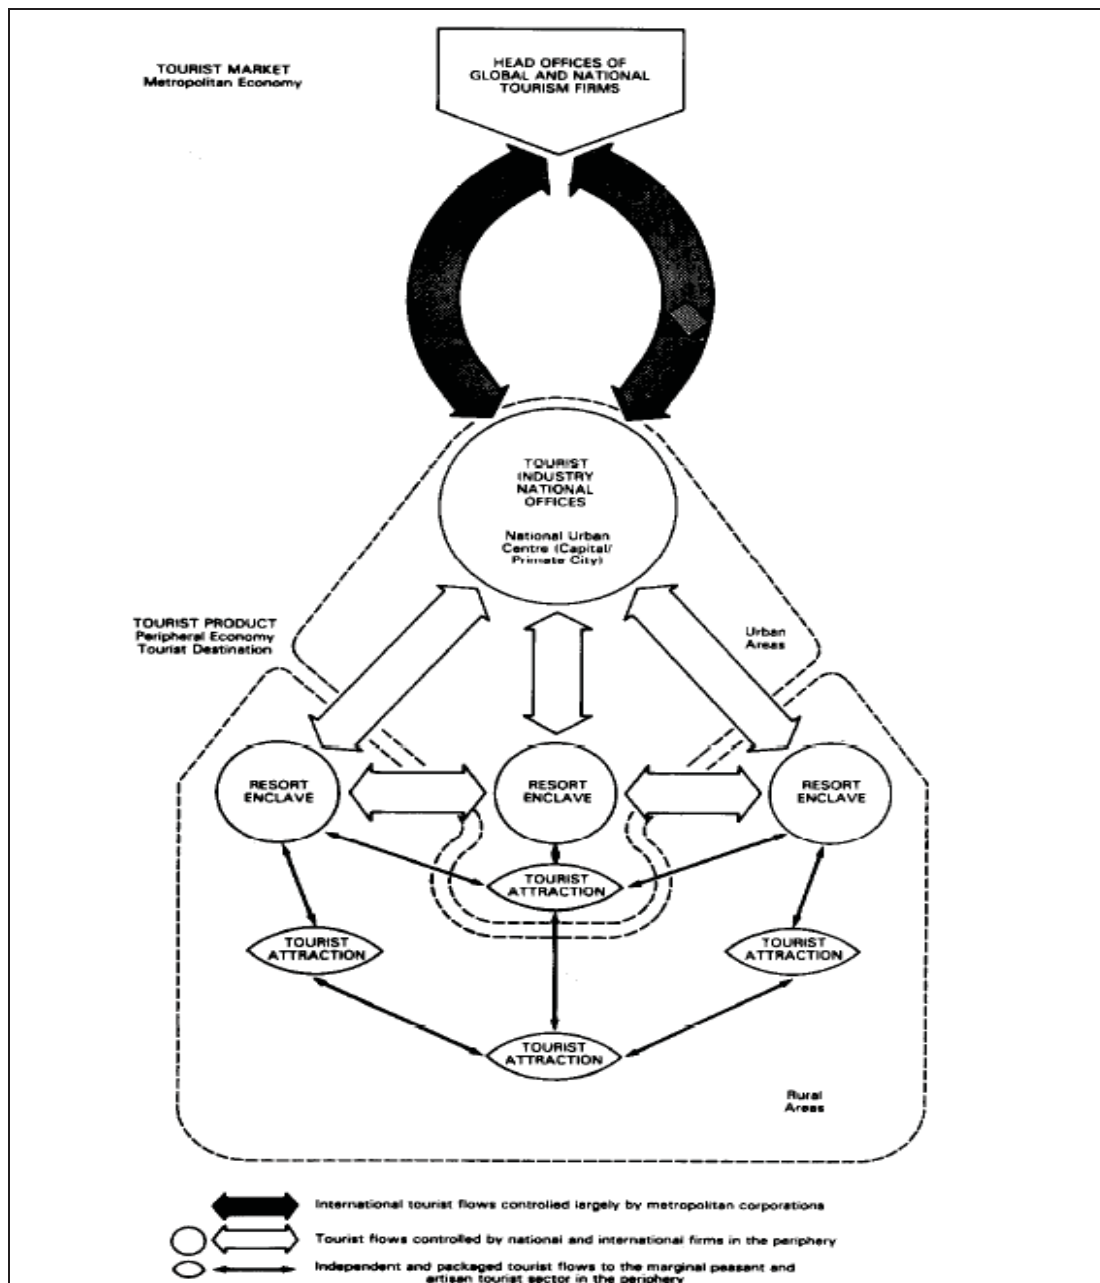 TOURIST MARKET
Metropolitan Economy
HEAD OFFICES OF
GLOBAL AND NATIONAL
TOURISM FIRMS
TOURIST
INDUSTRY
NATIONAL
OFFICES
National Urban
Centre (Capital/
Primate City)
TOURIST PRODUCT
Peripheral Economy
Tourist Destination
Urban
Areas
RESORT
ENCLAVE
RESORT
ENCLAVE
RESORT
ENCLAVE
TOURIST
ATTRACTION
TOURIST
ATTRACTION
TOURIST
ATTRACTION
TOURIST
ATTRACTION
Rural
Areas
International tourist flows controlled largely by metropolitan corporations
Tourist flows controlled by national and international firms in the periphery
Independent and packaged tourist flows to the marginal peasant and
artisan tourist sector in the periphery